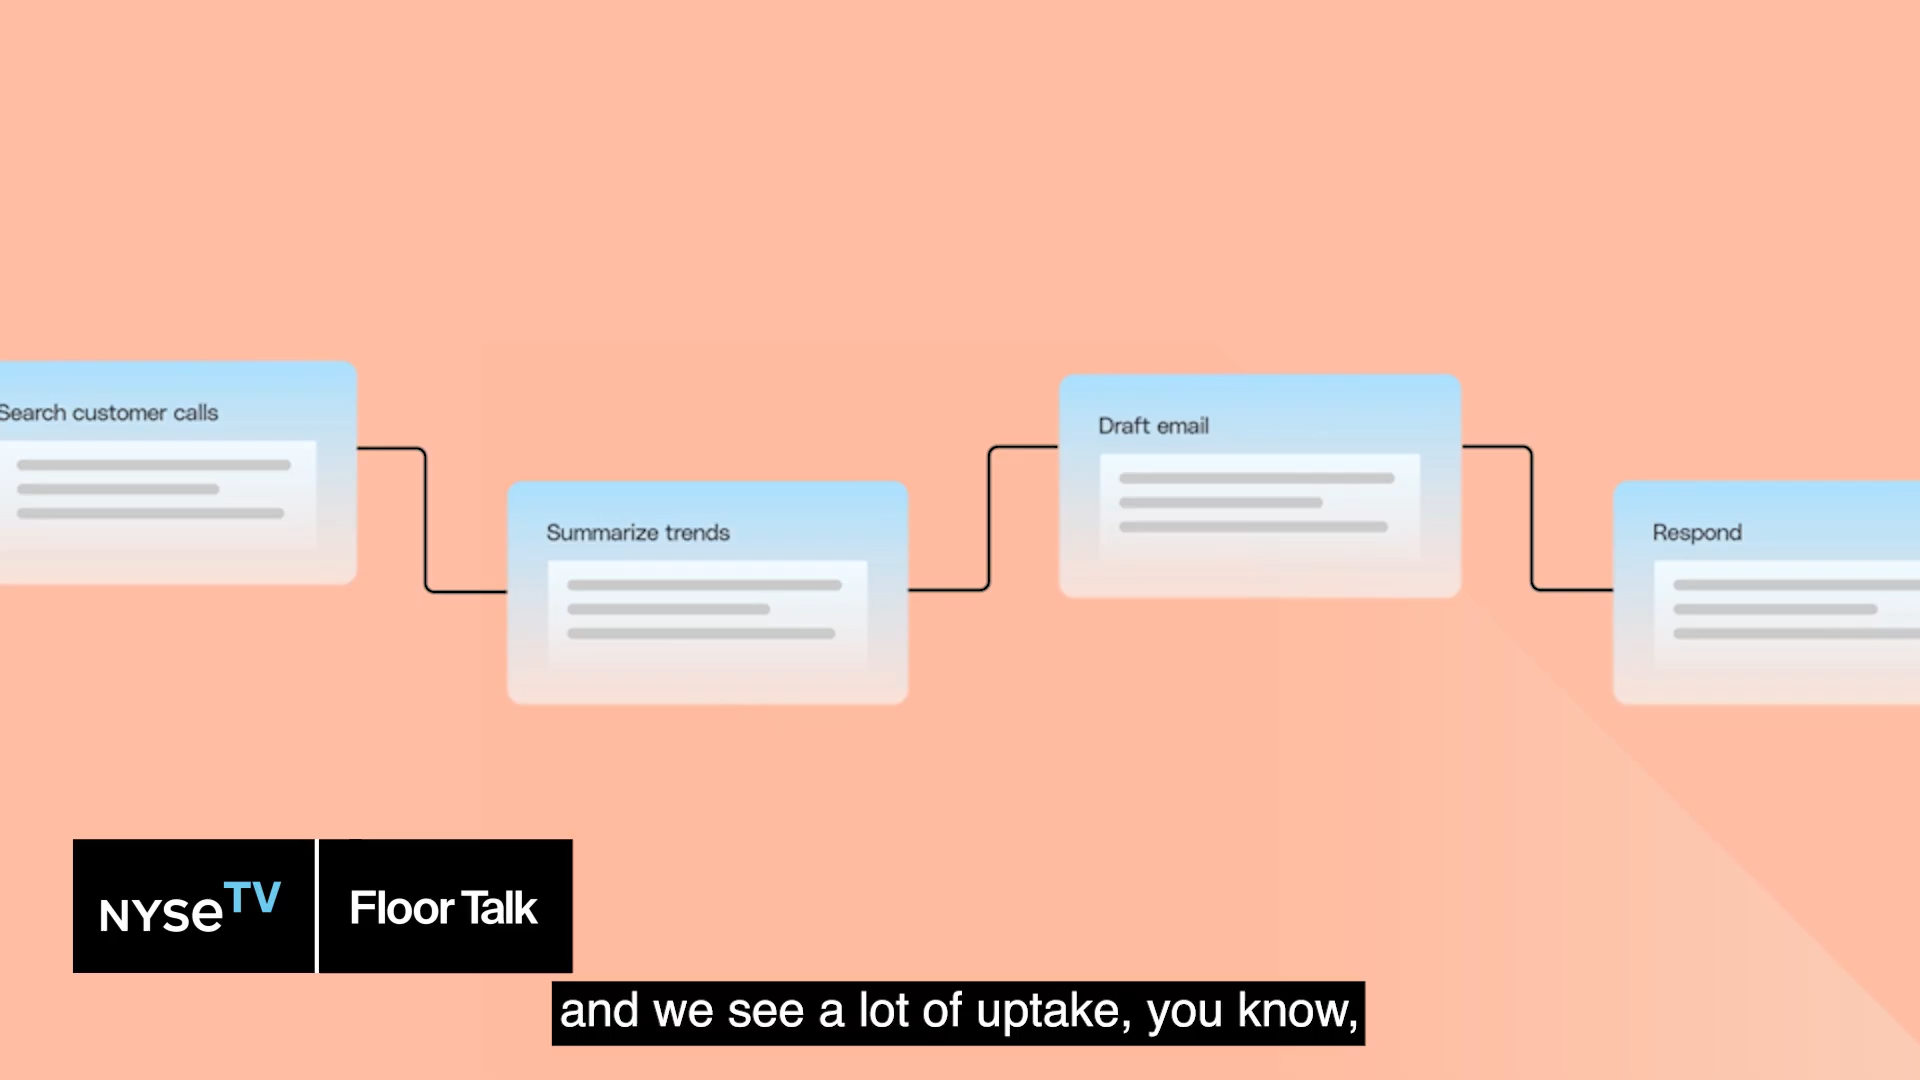 Search customer calls
Summarize trends
Draft email
Respond
NYSE TV
Floor Talk
and we see a lot of uptake, you know,